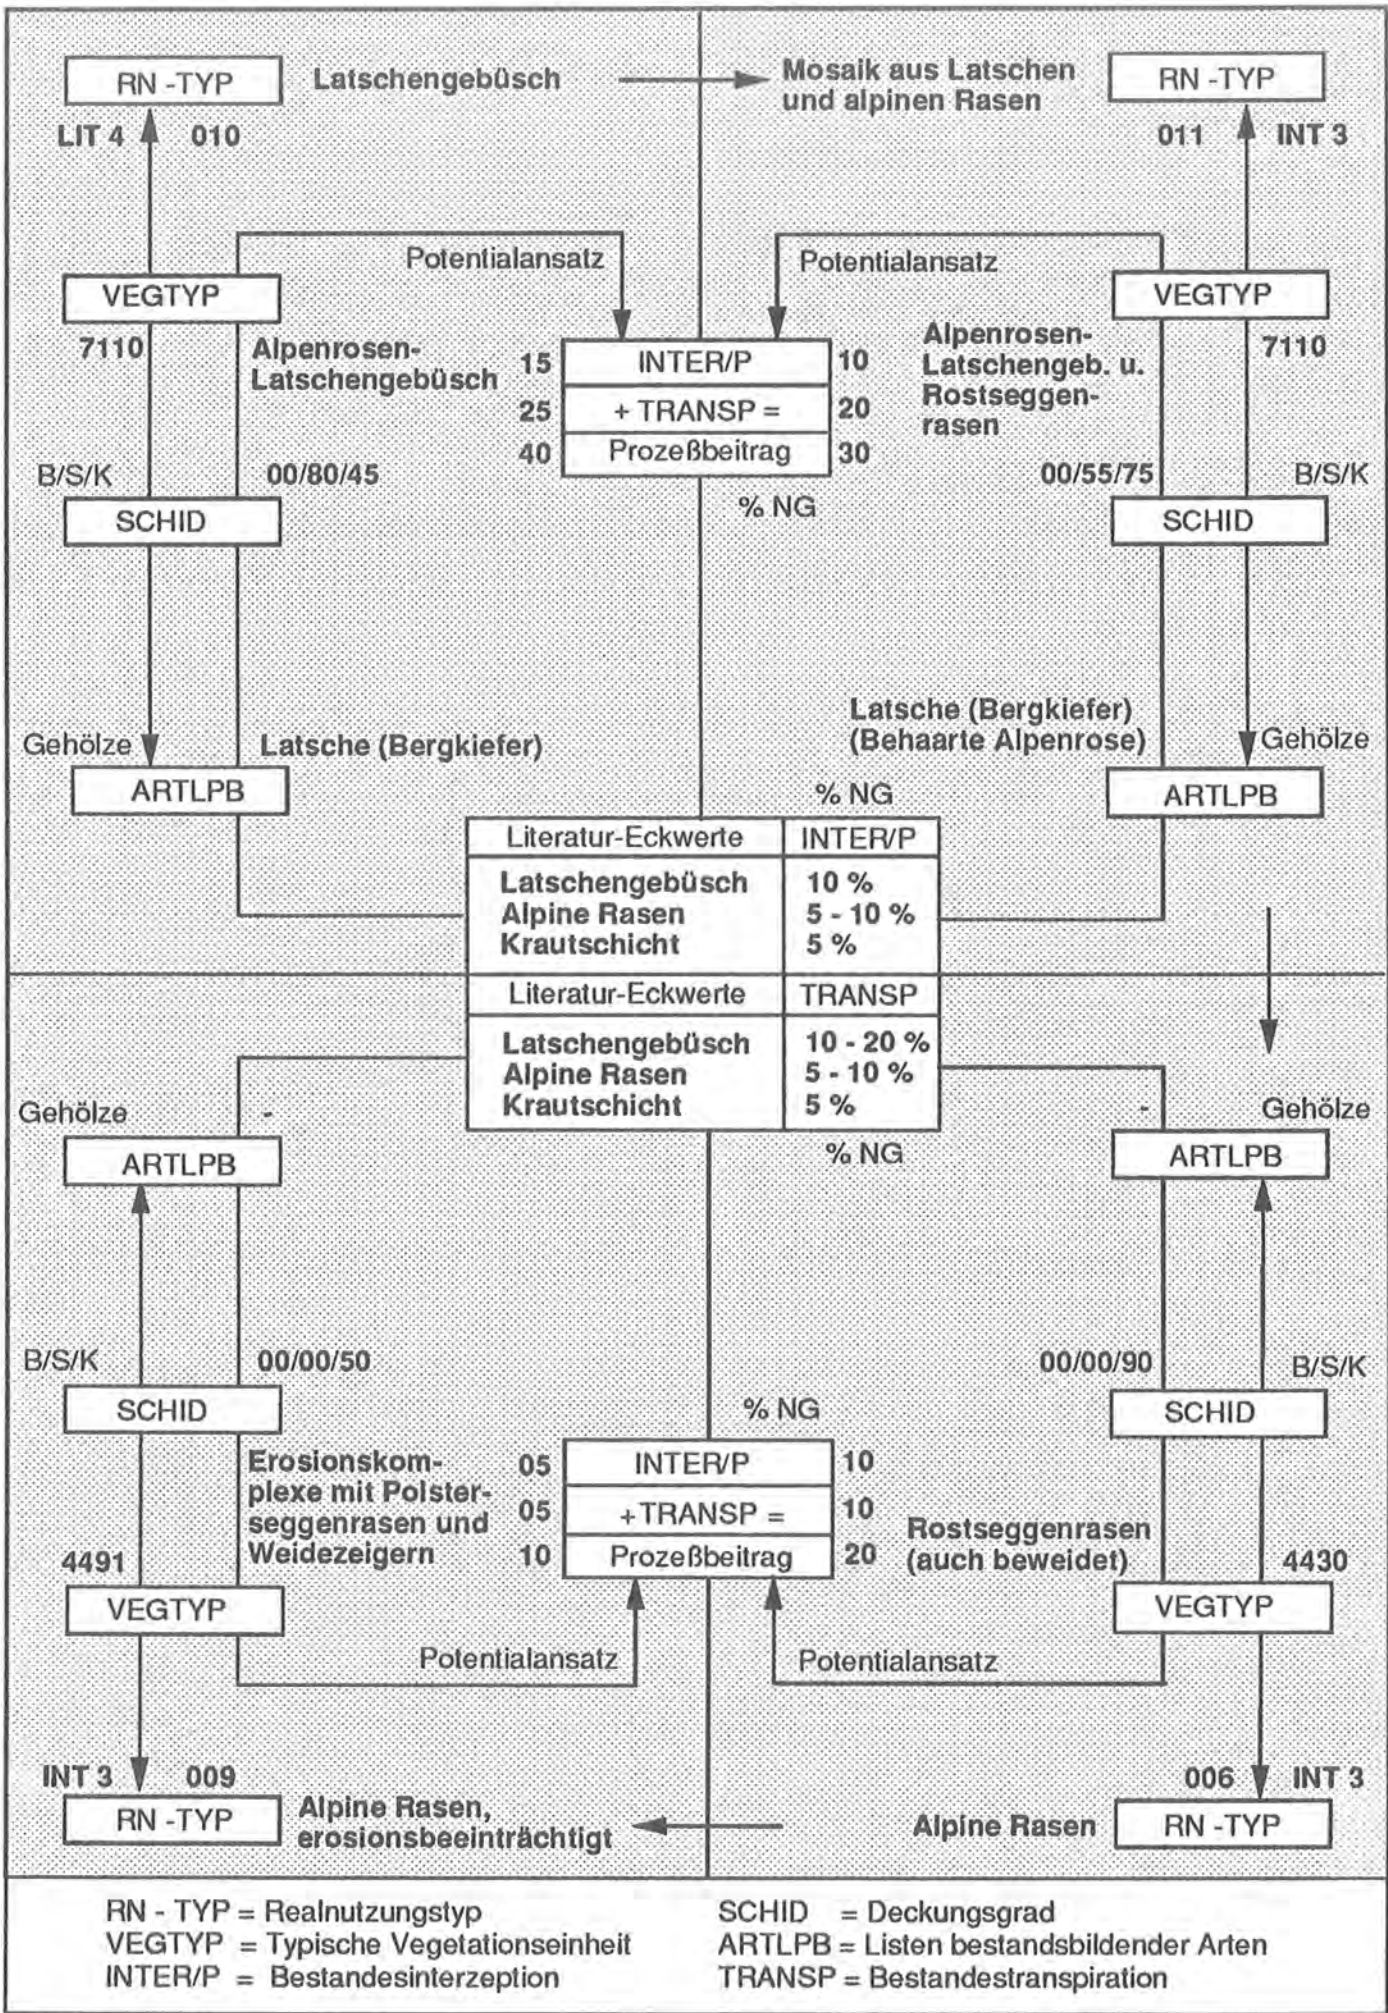 RN -TYP
Latschengebüsch
Mosaik aus Latschen
und alpinen Rasen
RN -TYP
LIT 4
010
011
INT 3
Potentialansatz
Potentialansatz
VEGTYP
VEGTYP
7110
Alpenrosen-
Latschengebüsch
15
INTER/P
10
25
+ TRANSP =
20
40
Prozeßbeitrag
30
% NG
Alpenrosen-
Latschengeb. u.
Rostseggen-
rasen
7110
B/S/K
00/80/45
00/55/75
B/S/K
SCHID
SCHID
Gehölze
Latsche (Bergkiefer)
Latsche (Bergkiefer)
(Behaarte Alpenrose)
Gehölze
ARTLPB
ARTLPB
% NG
Literatur-Eckwerte INTER/P
Latschengebüsch 10 %
Alpine Rasen 5 - 10 %
Krautschicht 5 %
Literatur-Eckwerte TRANSP
Latschengebüsch 10 - 20 %
Alpine Rasen 5 - 10 %
Krautschicht 5 %
% NG
Gehölze
-
-
Gehölze
ARTLPB
ARTLPB
B/S/K
00/00/50
00/00/90
B/S/K
SCHID
SCHID
% NG
Erosionskom-
plexe mit Polster-
seggenrasen und
Weidezeigern
05
INTER/P
10
05
+TRANSP =
10
10
Prozeßbeitrag
20
Rostseggenrasen
(auch beweidet)
4491
4430
VEGTYP
VEGTYP
Potentialansatz
Potentialansatz
INT 3
009
006
INT 3
RN -TYP
Alpine Rasen,
erosionsbeeinträchtigt
Alpine Rasen
RN -TYP
RN - TYP = Realnutzungstyp
VEGTYP = Typische Vegetationseinheit
INTER/P = Bestandesinterzeption
SCHID = Deckungsgrad
ARTLPB = Listen bestandsbildender Arten
TRANSP = Bestandestranspiration